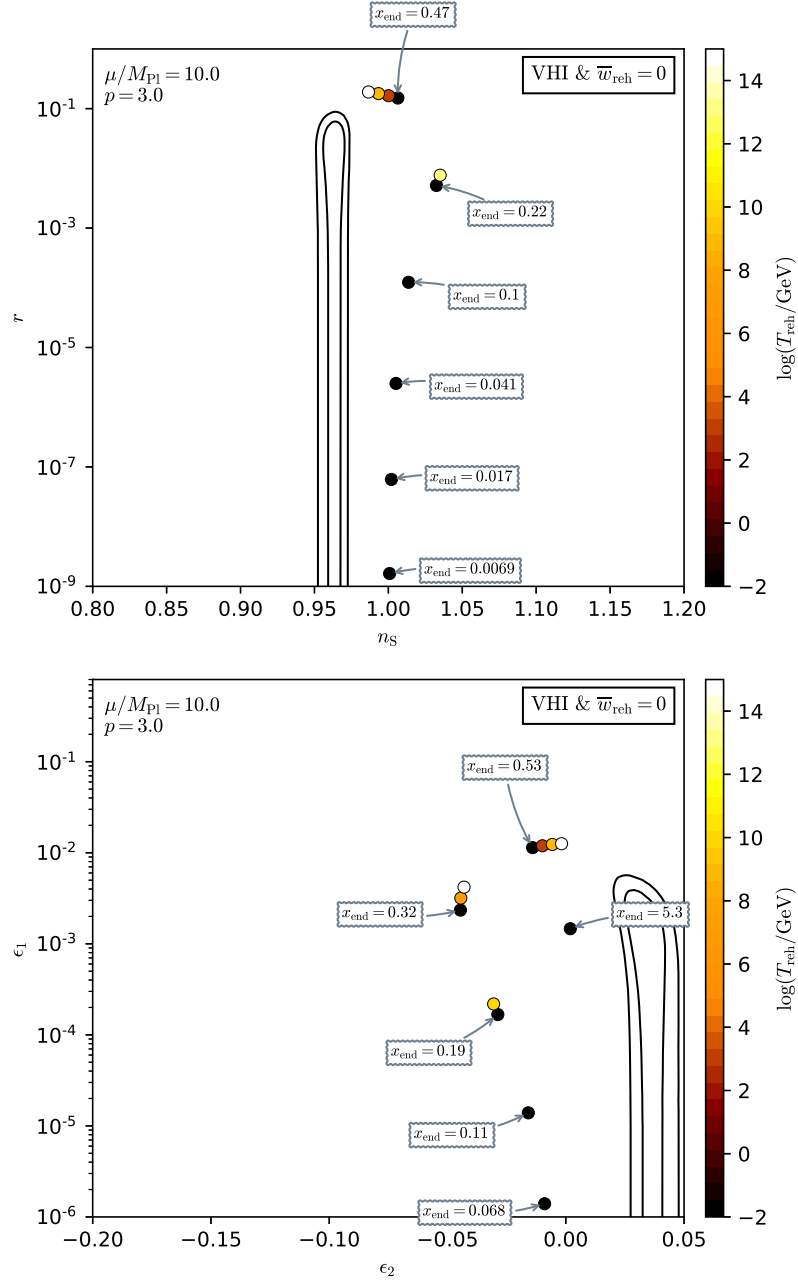 x_end = 0.47
μ/M_Pl = 10.0
p = 3.0
VHI & w̅_reh = 0
x_end = 0.22
x_end = 0.1
x_end = 0.041
x_end = 0.017
x_end = 0.0069
10^-1
10^-3
10^-5
10^-7
10^-9
r
0.80 0.85 0.90 0.95 1.00 1.05 1.10 1.15 1.20
n_S
14
12
10
8
6
4
2
0
−2
log(T_reh/GeV)
μ/M_Pl = 10.0
p = 3.0
VHI & w̅_reh = 0
x_end = 0.53
x_end = 0.32
x_end = 5.3
x_end = 0.19
x_end = 0.11
x_end = 0.068
10^-1
10^-2
10^-3
10^-4
10^-5
10^-6
ϵ_1
−0.20 −0.15 −0.10 −0.05 0.00 0.05
ϵ_2
14
12
10
8
6
4
2
0
−2
log(T_reh/GeV)